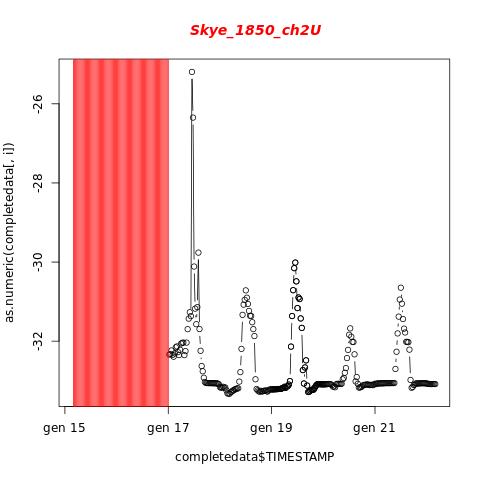 Skye_1850_ch2U
as.numeric(completedata[, i])
-26
-28
-30
-32
gen 15
gen 17
gen 19
gen 21
completedata$TIMESTAMP